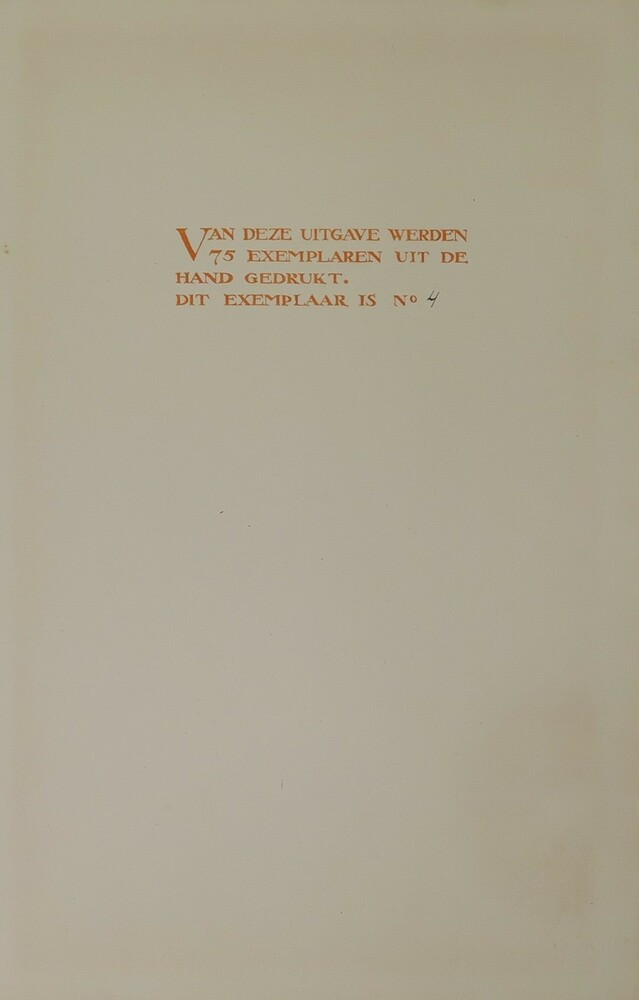 VAN DEZE UITGAVE WERDEN
75 EXEMPLAREN UIT DE
HAND GEDRUKT.
DIT EXEMPLAAR IS No 4